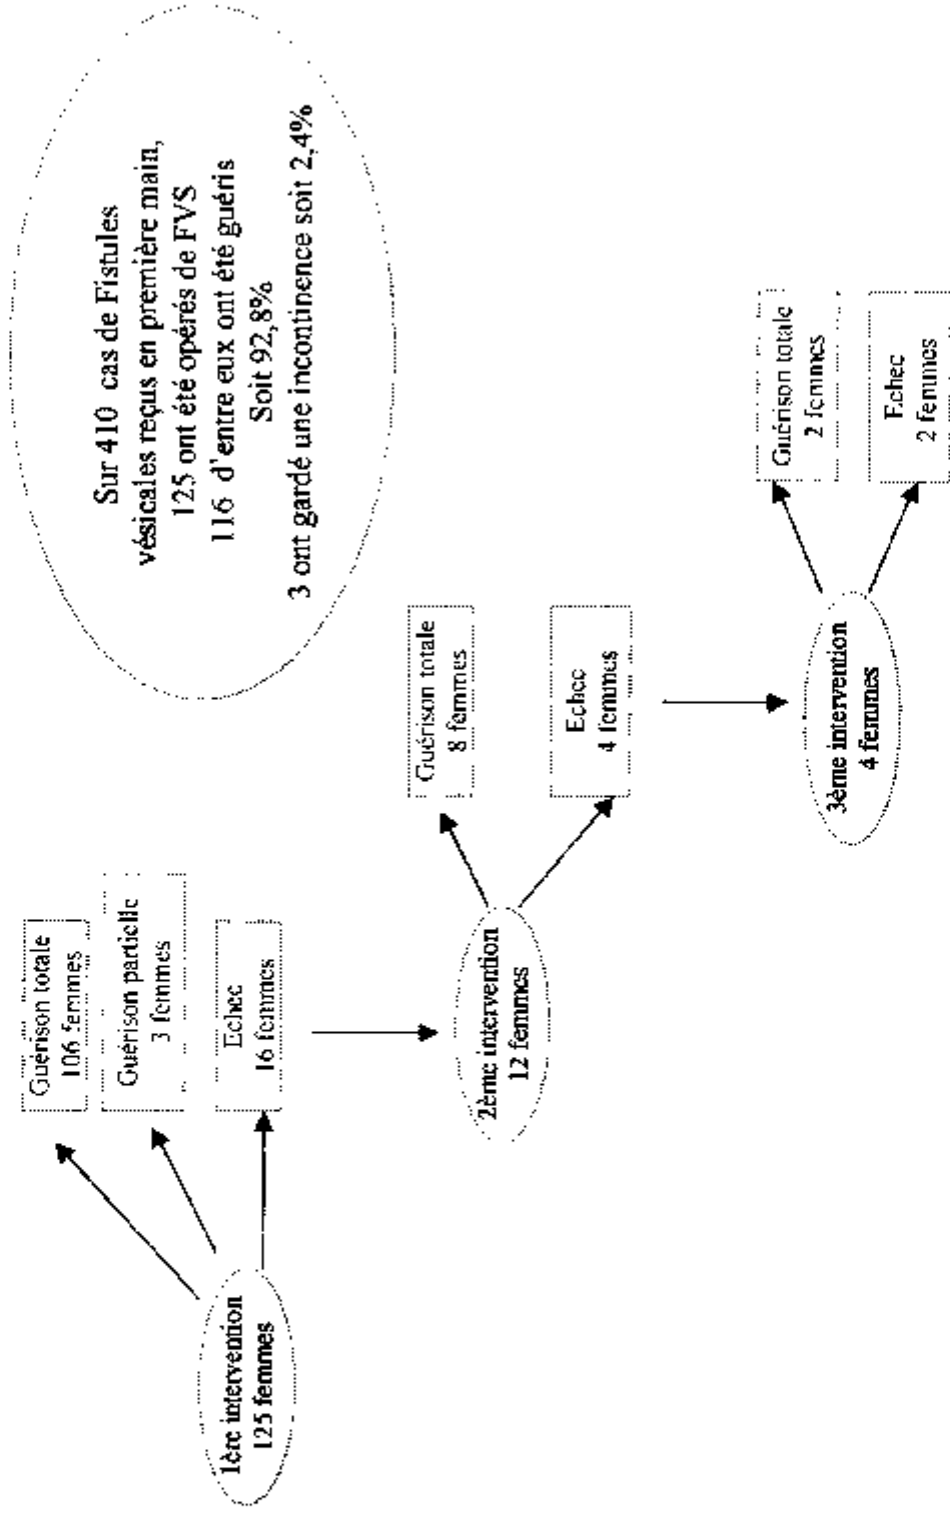 Sur 410 cas de Fistules
vésicales reçus en première main,
125 ont été opérés de FVS
116 d'entre eux ont été guéris
Soit 92,8%
3 ont gardé une incontinence soit 2,4%
1ère intervention
125 femmes
Guérison totale
106 femmes
Guérison partielle
3 femmes
Echec
16 femmes
2ème intervention
12 femmes
Guérison totale
8 femmes
Echec
4 femmes
3ème intervention
4 femmes
Guérison totale
2 femmes
Echec
2 femmes